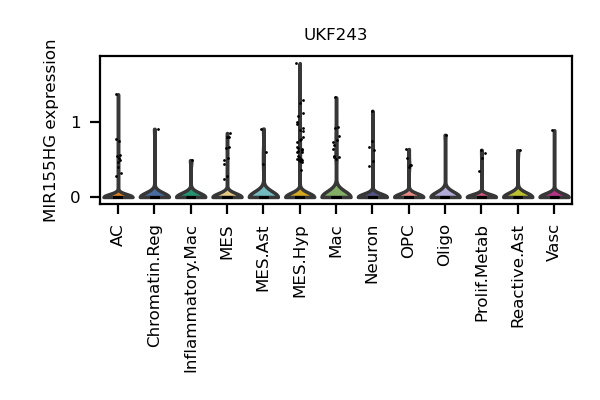 UKF243
MIR155HG expression
1
0
AC
Chromatin.Reg
Inflammatory.Mac
MES
MES.Ast
MES.Hyp
Mac
Neuron
OPC
Oligo
Prolif.Metab
Reactive.Ast
Vasc